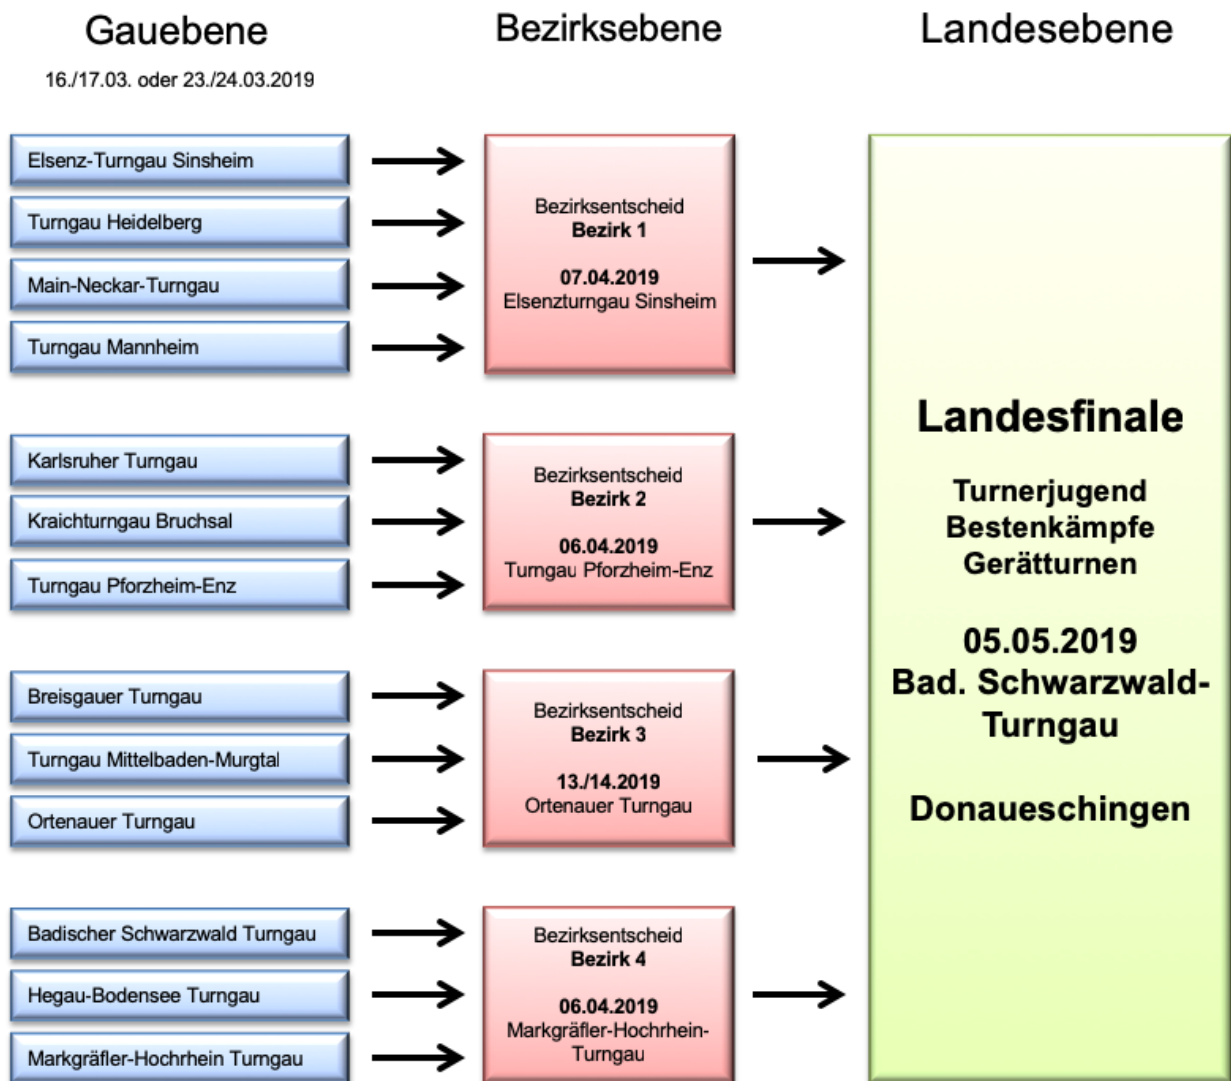 Gauebene
16./17.03. oder 23./24.03.2019
Bezirksebene
Landesebene
Elsenz-Turngau Sinsheim
Turngau Heidelberg
Main-Neckar-Turngau
Turngau Mannheim
Bezirksentscheid
Bezirk 1
07.04.2019
Elsenzturngau Sinsheim
Karlsruher Turngau
Kraichturngau Bruchsal
Turngau Pforzheim-Enz
Bezirksentscheid
Bezirk 2
06.04.2019
Turngau Pforzheim-Enz
Breisgauer Turngau
Turngau Mittelbaden-Murgtal
Ortenauer Turngau
Bezirksentscheid
Bezirk 3
13./14.2019
Ortenauer Turngau
Badischer Schwarzwald Turngau
Hegau-Bodensee Turngau
Markgräfler-Hochrhein Turngau
Bezirksentscheid
Bezirk 4
06.04.2019
Markgräfler-Hochrhein-
Turngau
Landesfinale
Turnerjugend
Bestenkämpfe
Gerätturnen
05.05.2019
Bad. Schwarzwald-
Turngau
Donaueschingen